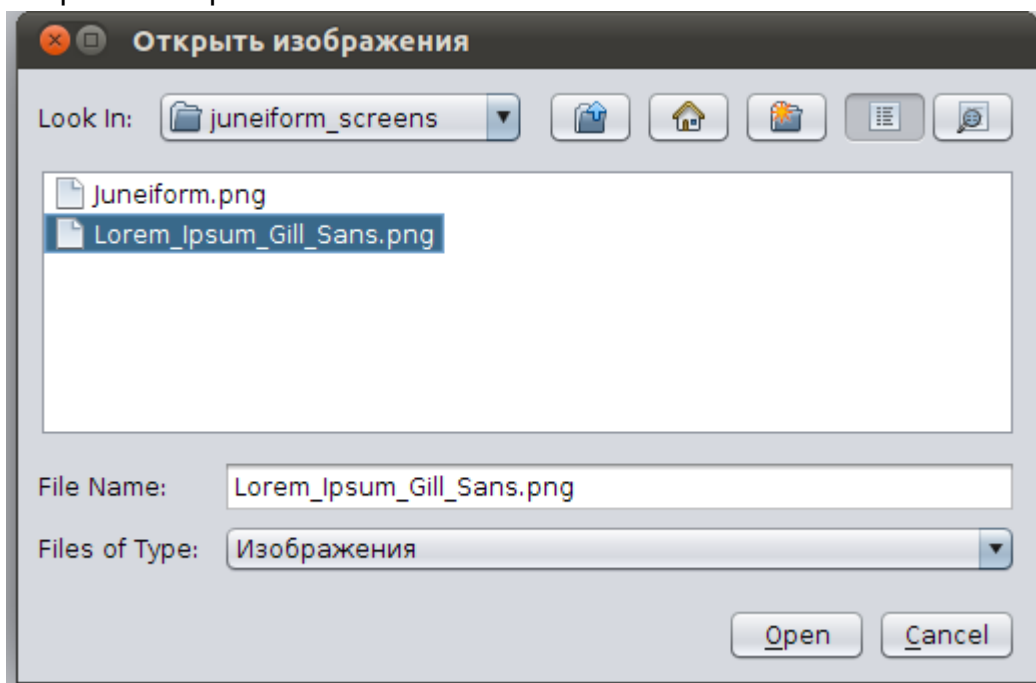 Открыть изображения
Look In: juneiform_screens
Juneiform.png
Lorem_Ipsum_Gill_Sans.png
File Name: Lorem_Ipsum_Gill_Sans.png
Files of Type: Изображения
Open Cancel